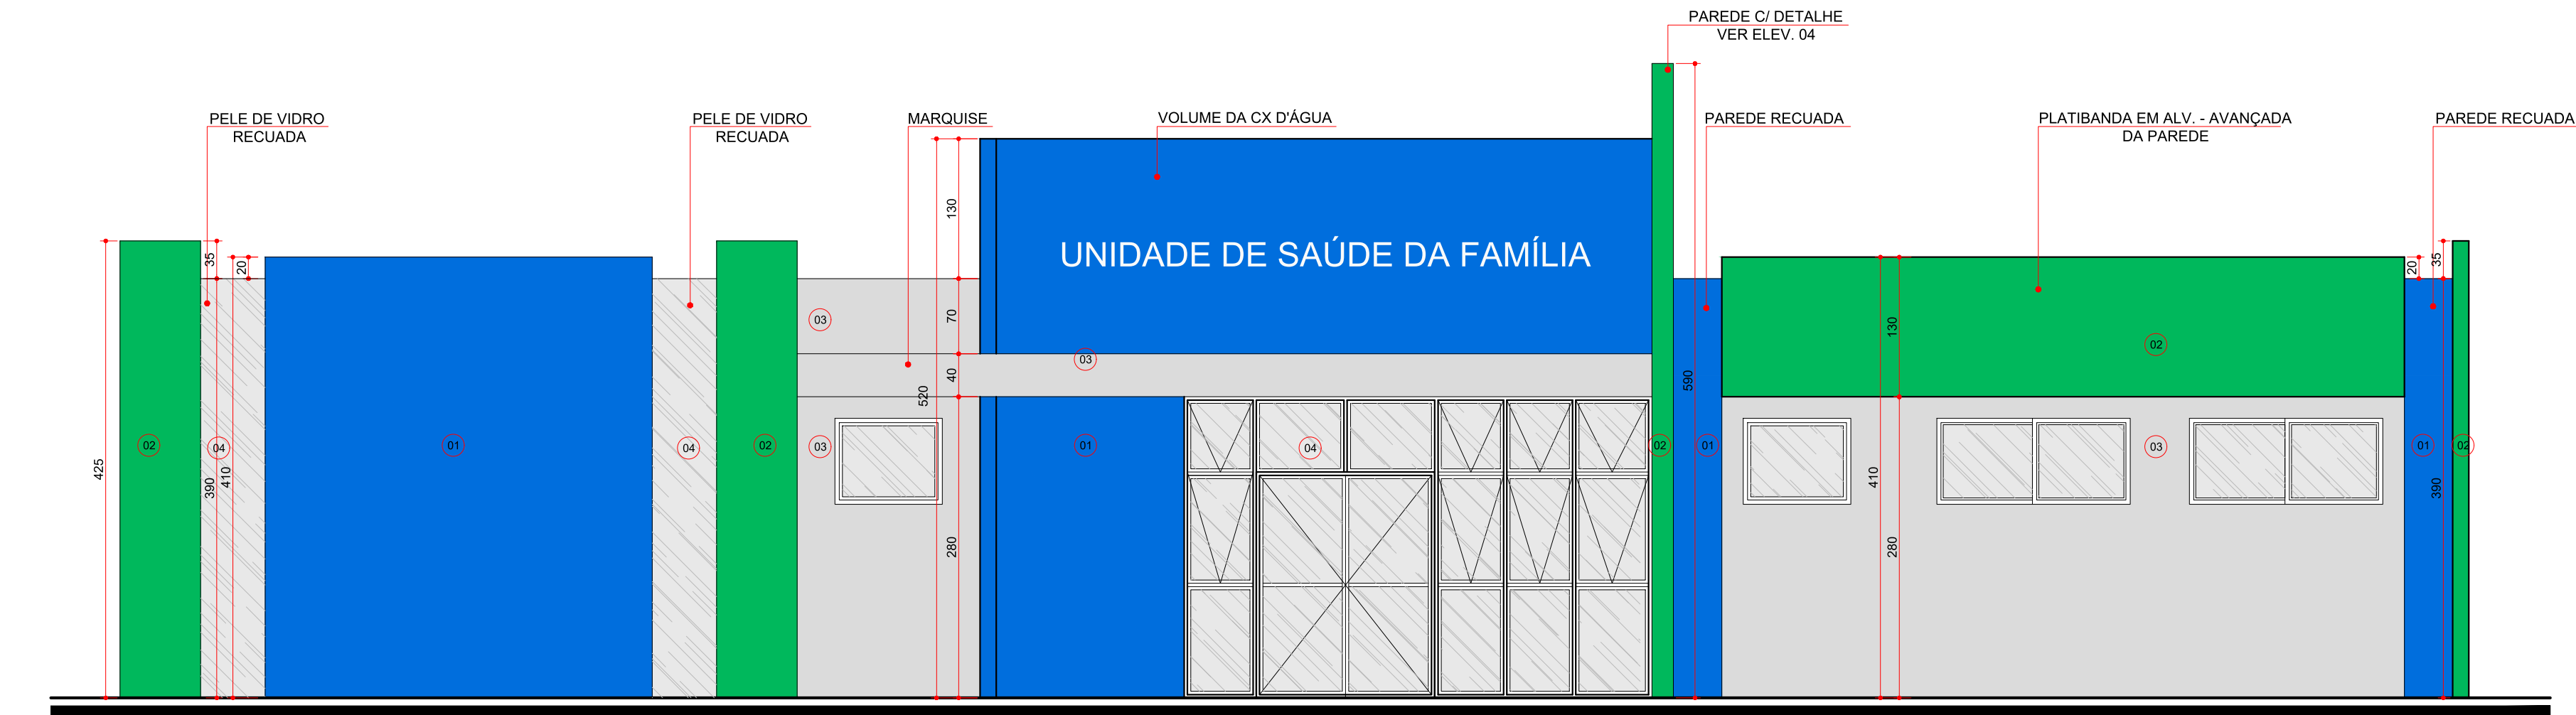 PAREDE C/ DETALHE
VER ELEV. 04
PELE DE VIDRO
RECUADA
PELE DE VIDRO
RECUADA
MARQUISE
VOLUME DA CX D'ÁGUA
PAREDE RECUADA
PLATIBANDA EM ALV. - AVANÇADA
DA PAREDE
PAREDE RECUADA
UNIDADE DE SAÚDE DA FAMÍLIA
425
35
390
20
410
520
130
70
40
280
590
410
130
280
20
35
390
02
04
01
04
02
03
03
03
01
04
02
01
02
03
01
02